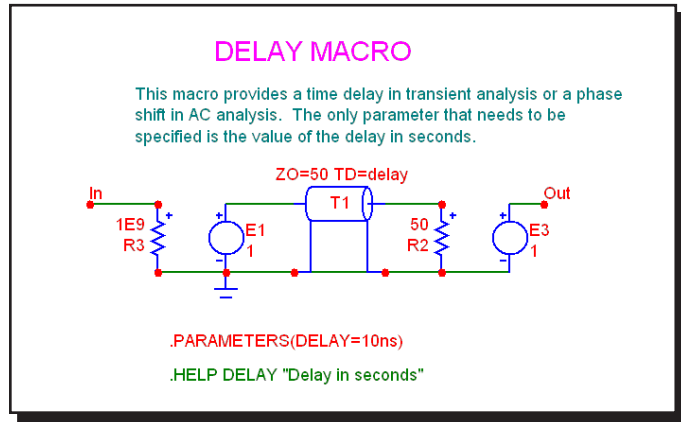 DELAY MACRO
This macro provides a time delay in transient analysis or a phase
shift in AC analysis. The only parameter that needs to be
specified is the value of the delay in seconds.
ZO=50 TD=delay
In
T1
Out
1E9
R3
E1
1
50
R2
E3
1
.PARAMETERS(DELAY=10ns)
.HELP DELAY "Delay in seconds"